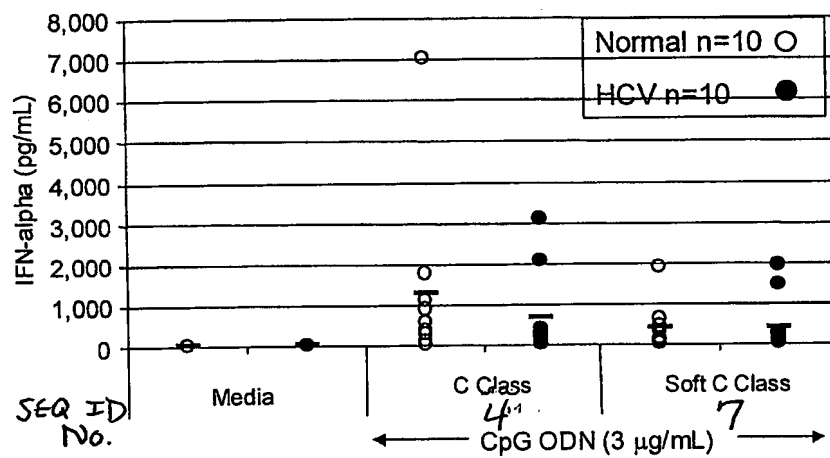 8,000
7,000
6,000
5,000
4,000
3,000
2,000
1,000
0
IFN-alpha (pg/mL)
Normal n=10
HCV n=10
Media
C Class
Soft C Class
SEQ ID
No.
4
7
CpG ODN (3 µg/mL)